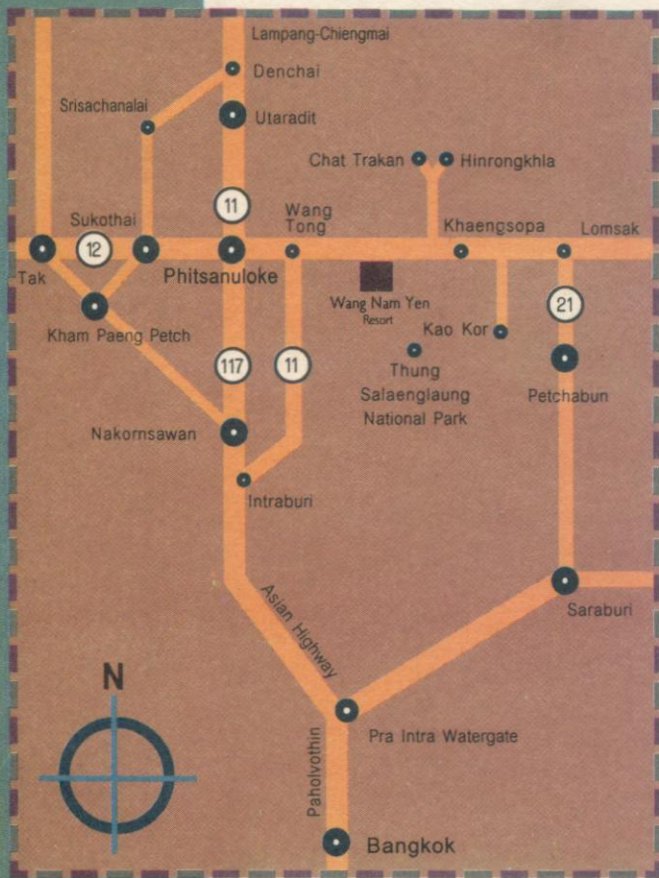 Lampang-Chiengmai
Denchai
Srisachanalai
Utaradit
Chat Trakan
Hinrongkhla
11
Wang
Tong
Sukothai
Khaengsopa
Lomsak
12
Tak
Phitsanuloke
Wang Nam Yen
Resort
21
Kham Paeng Petch
Kao Kor
117
11
Thung
Salaenglaung
National Park
Petchabun
Nakornsawan
Intraburi
Asian Highway
Saraburi
N
Pra Intra Watergate
Paholvothin
Bangkok